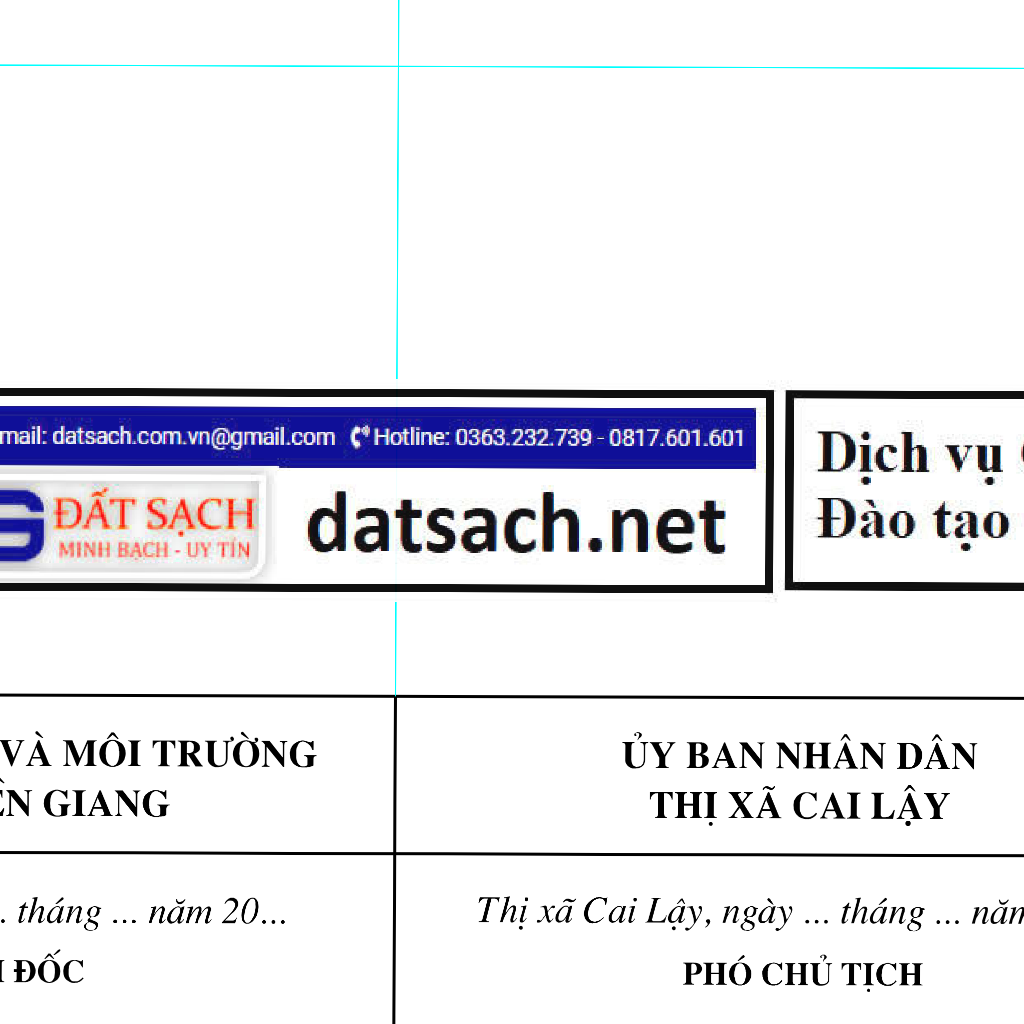 mail: datsach.com.vn@gmail.com Hotline: 0363.232.739 - 0817.601.601
ĐẤT SẠCH
MINH BẠCH - UY TÍN
datsach.net
Dịch vụ
Đào tạo
VÀ MÔI TRƯỜNG
GIANG
ỦY BAN NHÂN DÂN
THỊ XÃ CAI LẬY
. tháng ... năm 20...
ĐỐC
Thị xã Cai Lậy, ngày ... tháng ... năm
PHÓ CHỦ TỊCH